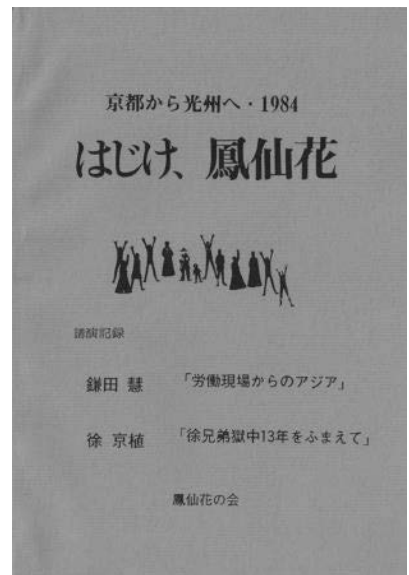 京都から光州へ・1984
はじけ、鳳仙花
講演記録
鎌田 慧 「労働現場からのアジア」
徐 京植 「徐兄弟獄中13年をふまえて」
鳳仙花の会